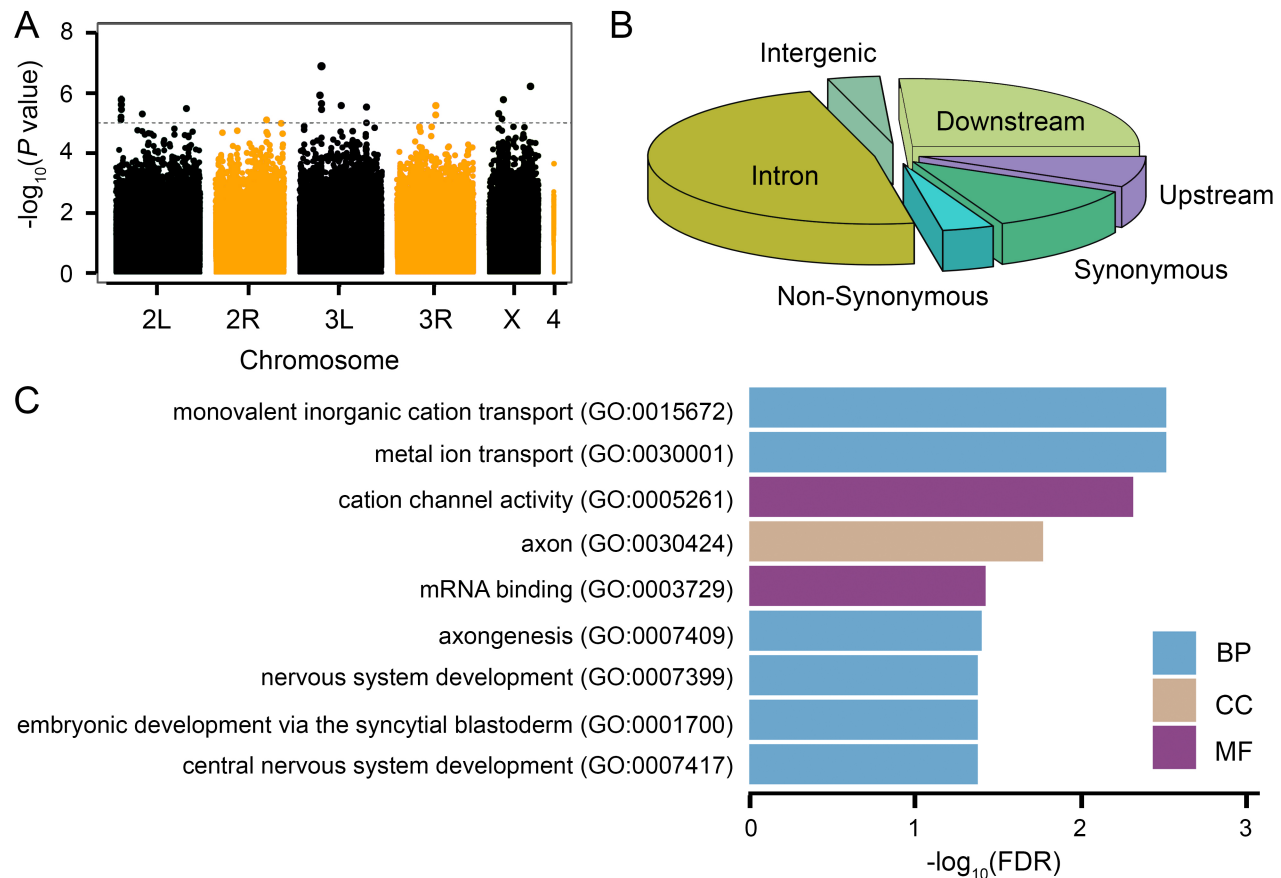 A
8
6
4
2
0
-log10(P value)
2L 2R 3L 3R X 4
Chromosome
B
Intergenic
Downstream
Intron
Upstream
Synonymous
Non-Synonymous
C
monovalent inorganic cation transport (GO:0015672)
metal ion transport (GO:0030001)
cation channel activity (GO:0005261)
axon (GO:0030424)
mRNA binding (GO:0003729)
axongenesis (GO:0007409)
nervous system development (GO:0007399)
embryonic development via the syncytial blastoderm (GO:0001700)
central nervous system development (GO:0007417)
BP
CC
MF
0 1 2 3
-log10(FDR)